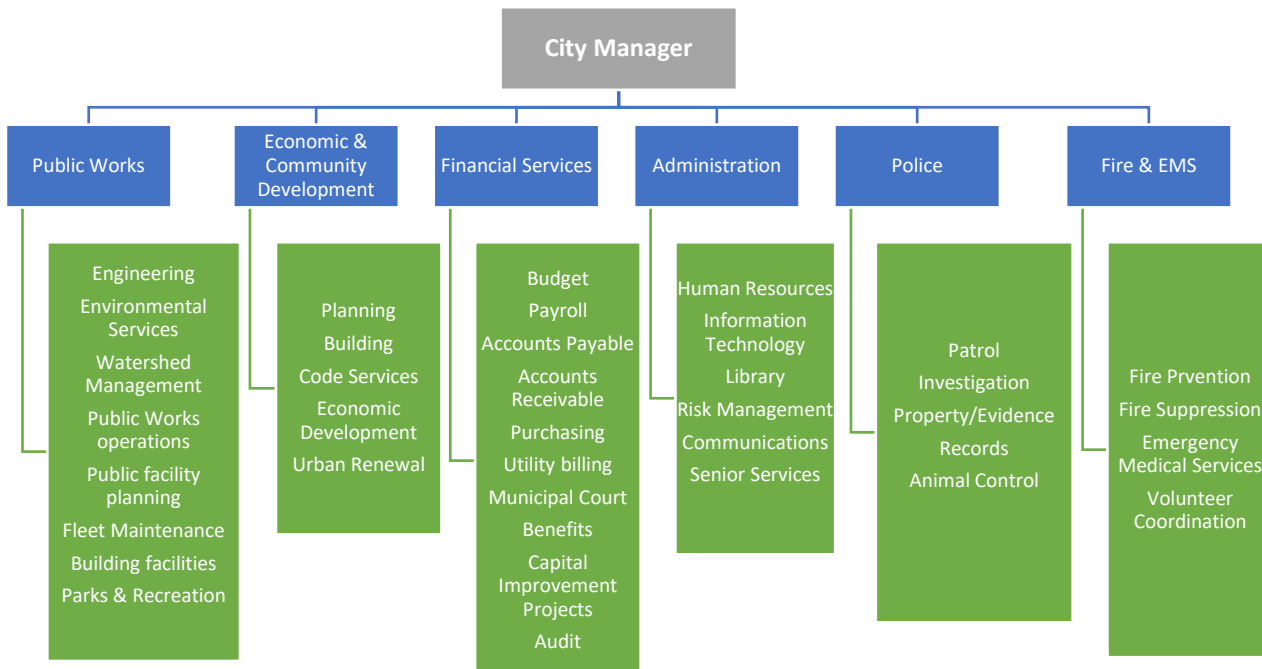 City Manager
Public Works
Economic &
Community
Development
Financial Services
Administration
Police
Fire & EMS
Engineering
Environmental
Services
Watershed
Management
Public Works
operations
Public facility
planning
Fleet Maintenance
Building facilities
Parks & Recreation
Planning
Building
Code Services
Economic
Development
Urban Renewal
Budget
Payroll
Accounts Payable
Accounts
Receivable
Purchasing
Utility billing
Municipal Court
Benefits
Capital
Improvement
Projects
Audit
Human Resources
Information
Technology
Library
Risk Management
Communications
Senior Services
Patrol
Investigation
Property/Evidence
Records
Animal Control
Fire Prvention
Fire Suppression
Emergency
Medical Services
Volunteer
Coordination